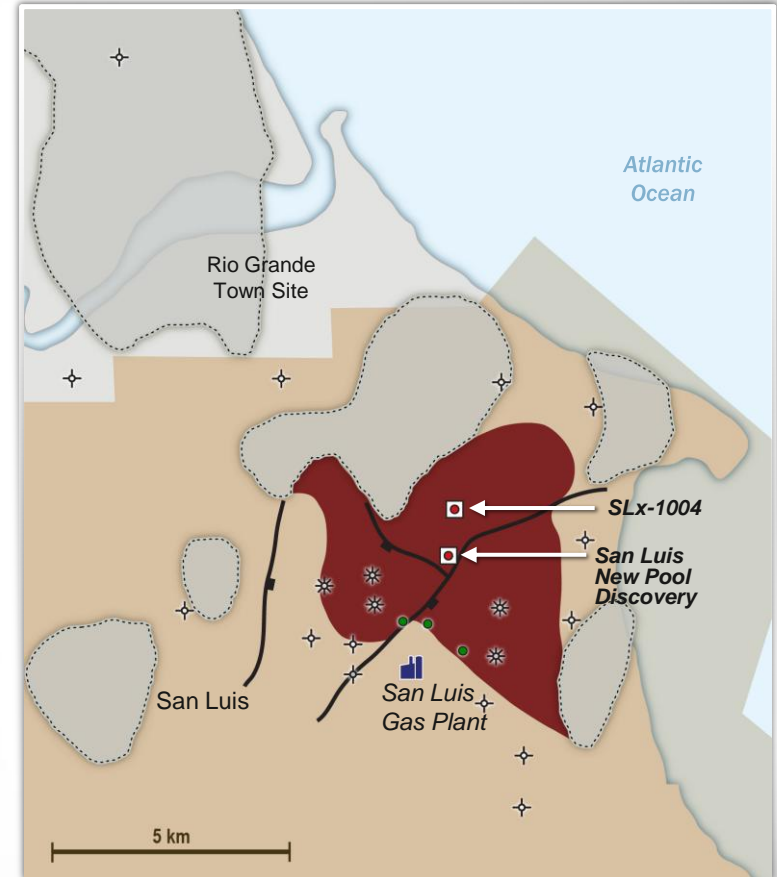 Atlantic
Ocean
Rio Grande
Town Site
SLx-1004
San Luis
New Pool
Discovery
San Luis
San Luis
Gas Plant
5 km